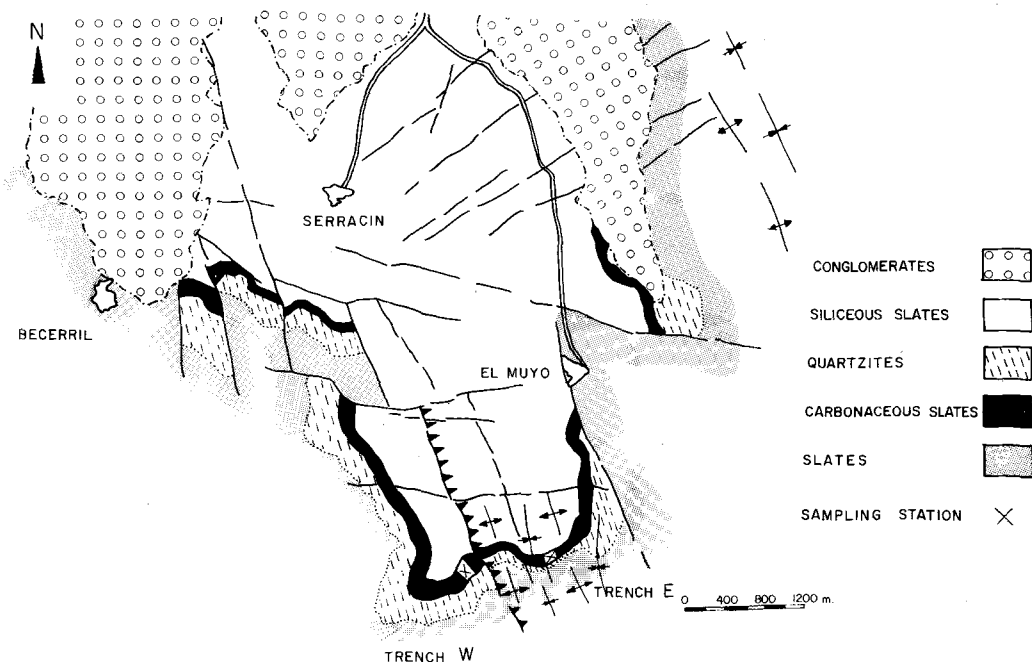 N
SERRACIN
BECERRIL
EL MUYO
TRENCH E
TRENCH W
0 400 800 1200 m.
CONGLOMERATES
SILICEOUS SLATES
QUARTZITES
CARBONACEOUS SLATES
SLATES
SAMPLING STATION